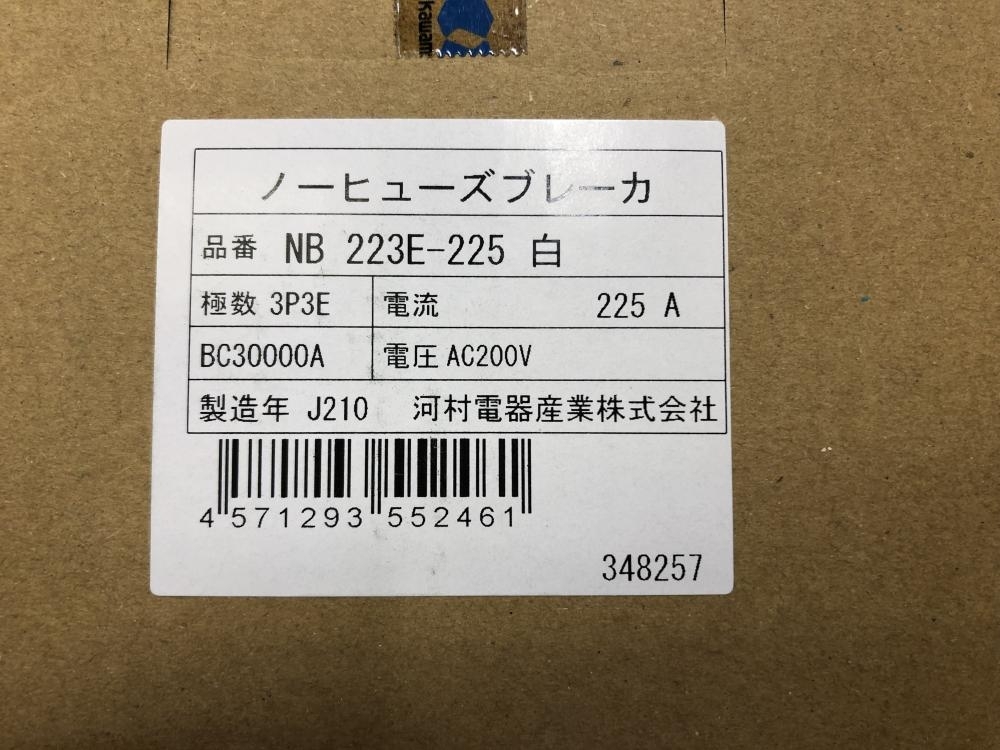 kawam
ノーヒューズブレーカ
品番 NB 223E-225 白
極数 3P3E 電流 225 A
BC30000A 電圧 AC200V
製造年 J210 河村電器産業株式会社
4 571293 552461
348257